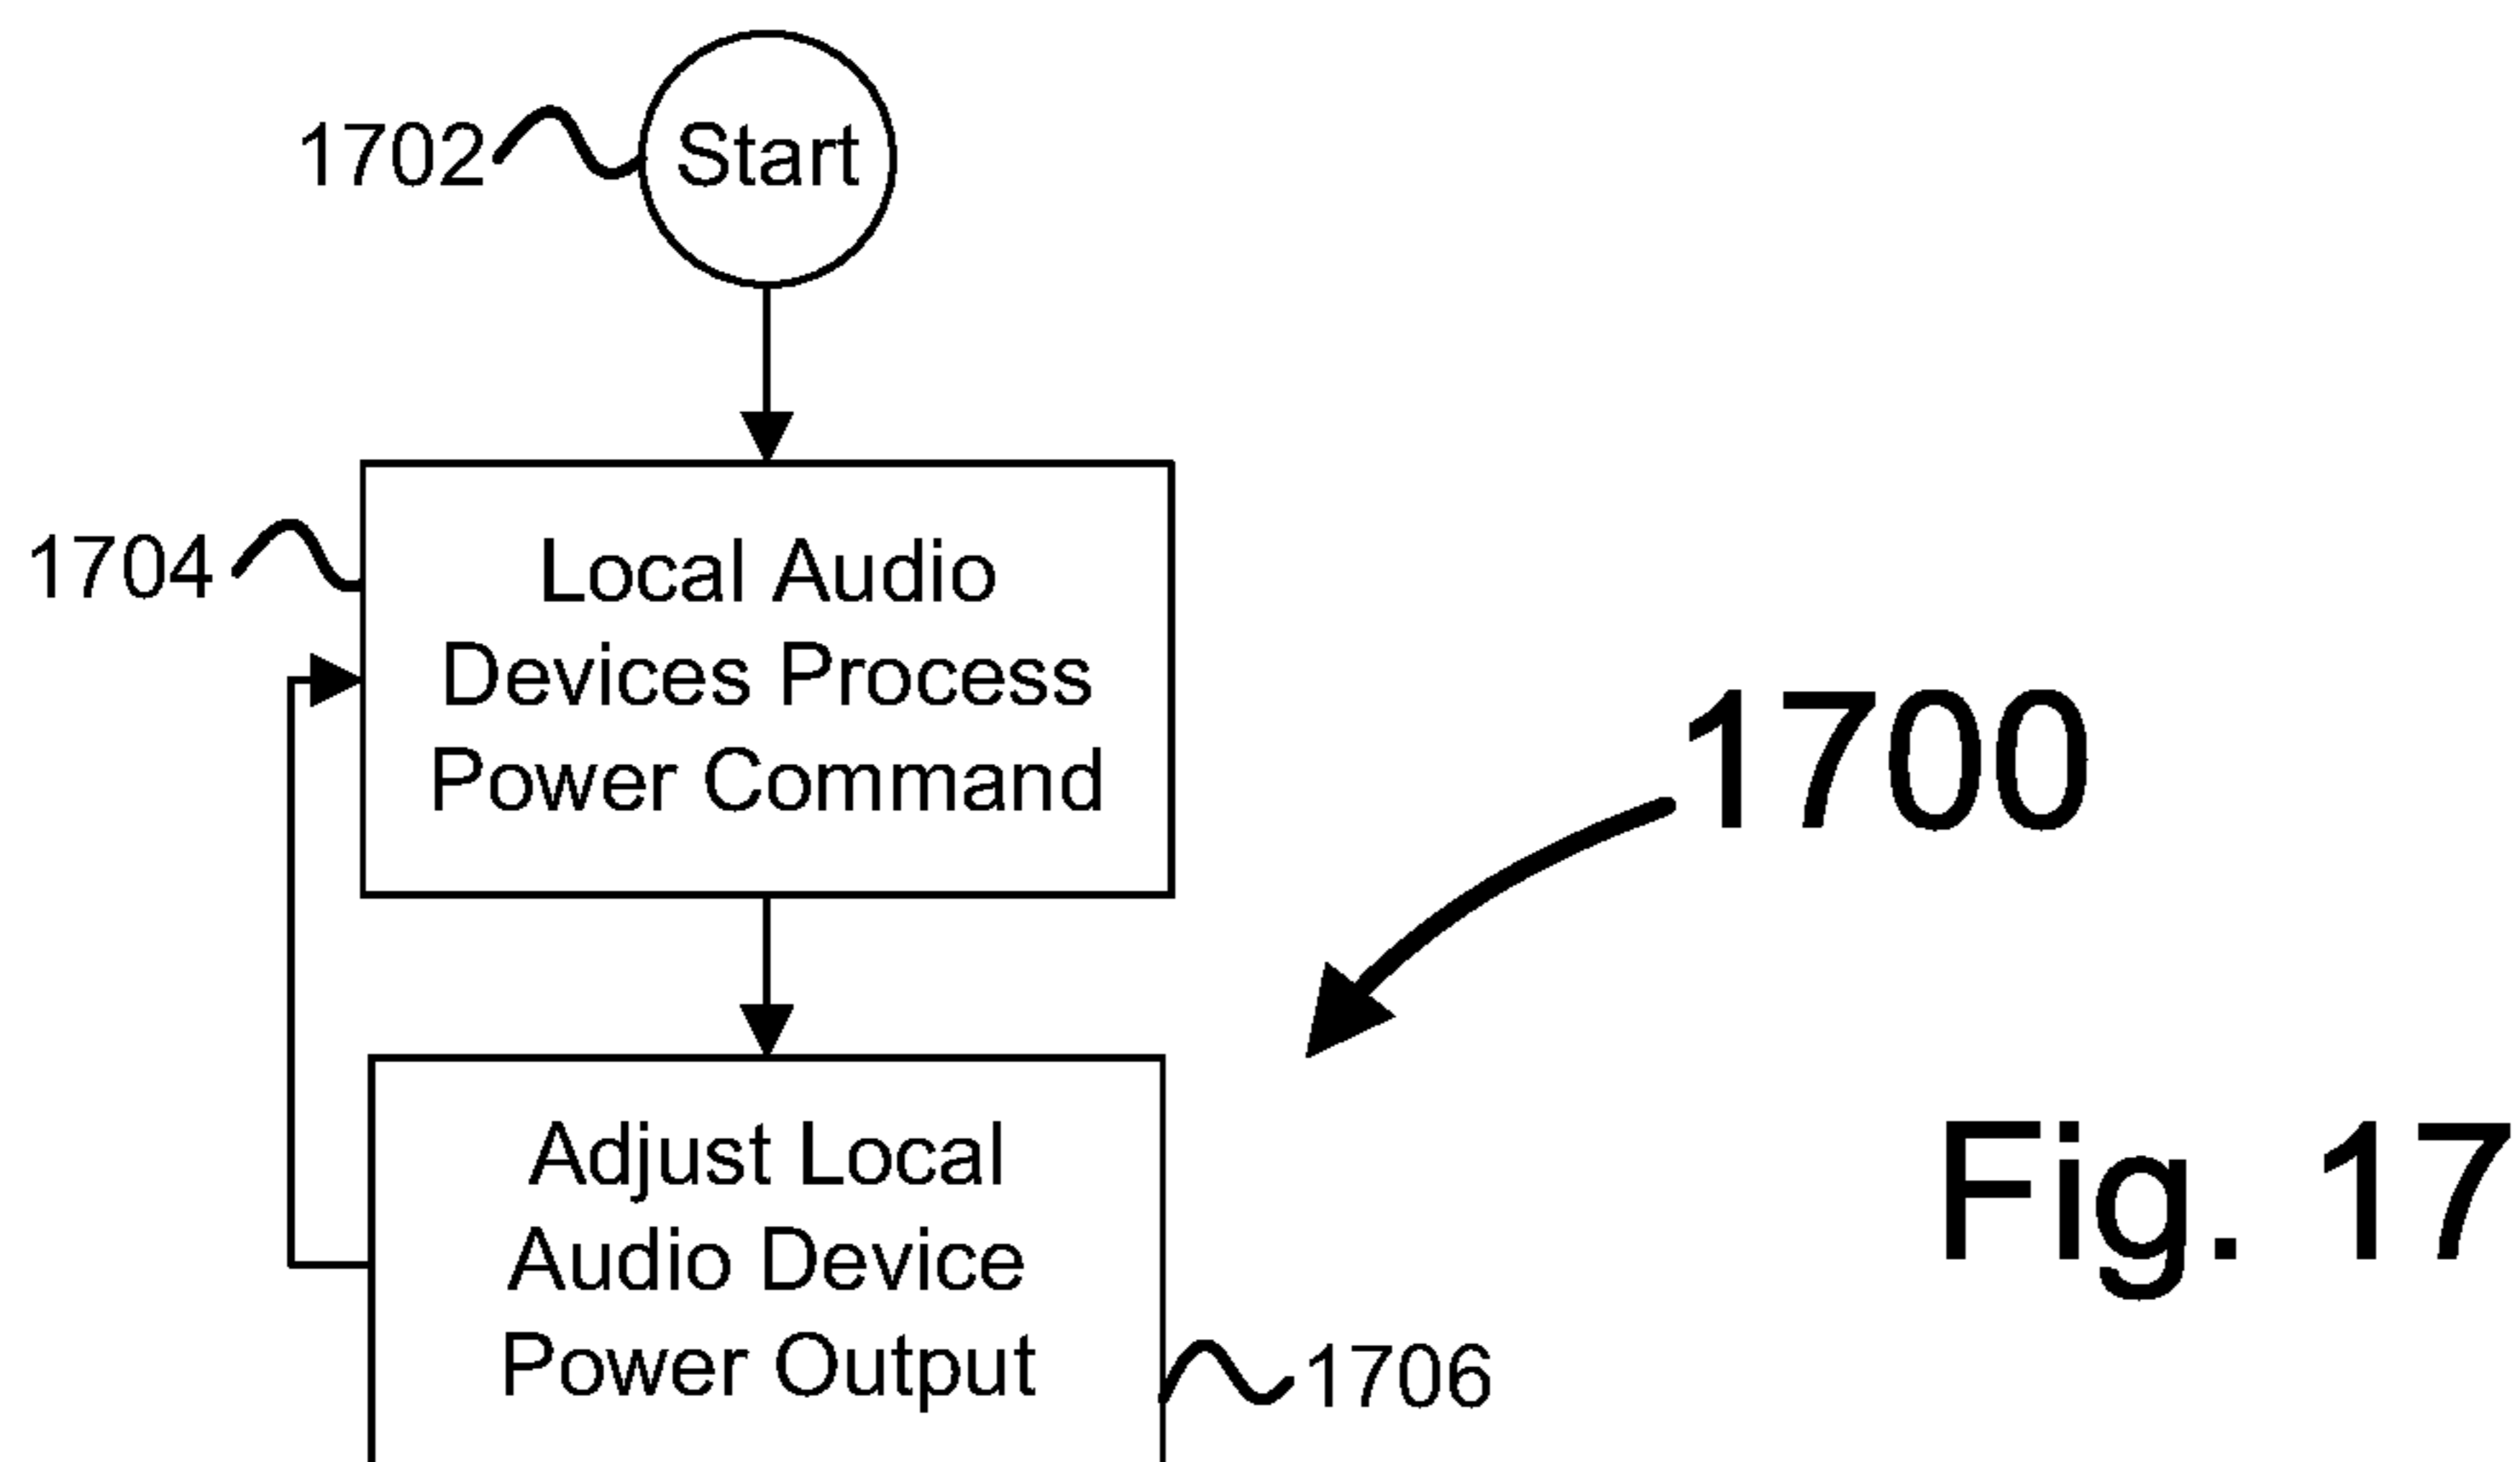 1702
Start
1704
Local Audio
Devices Process
Power Command
1700
Adjust Local
Audio Device
Power Output
1706
Fig. 17